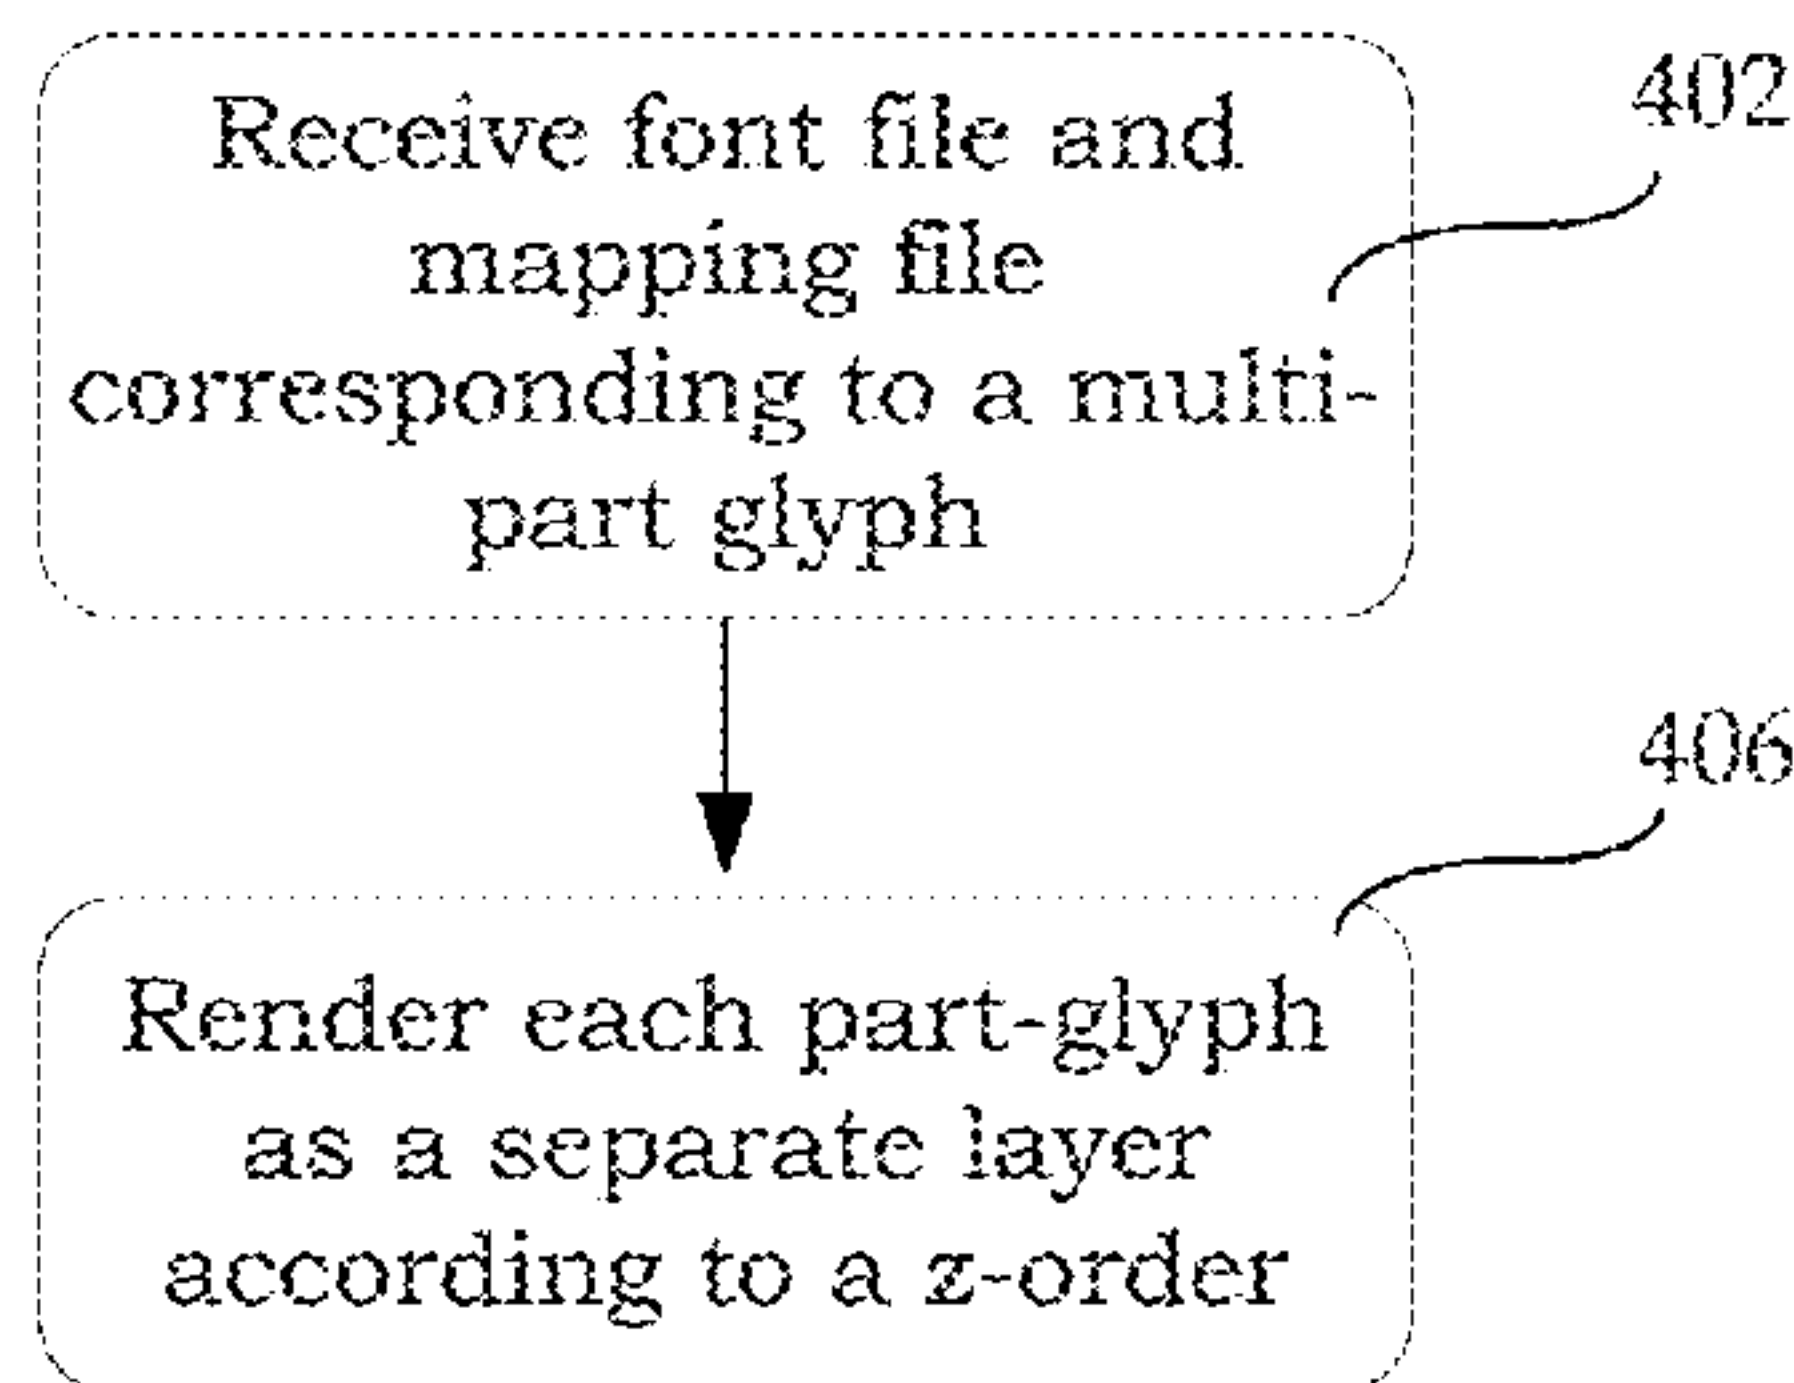 Receive font file and
mapping file
corresponding to a multi-
part glyph
402
406
Render each part-glyph
as a separate layer
according to a z-order